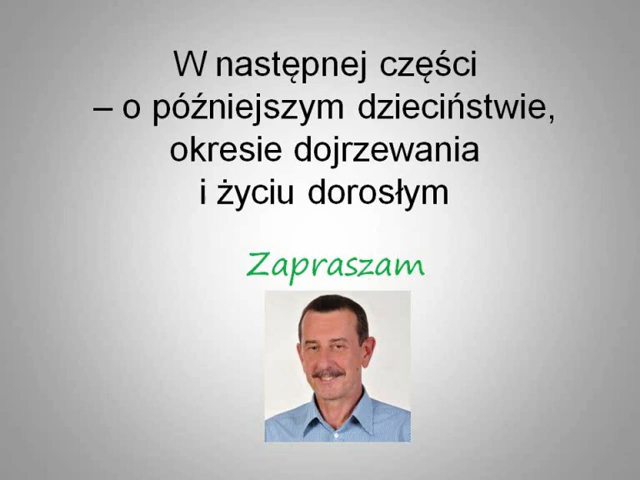 W następnej części
– o późniejszym dzieciństwie,
okresie dojrzewania
i życiu dorosłym
Zapraszam